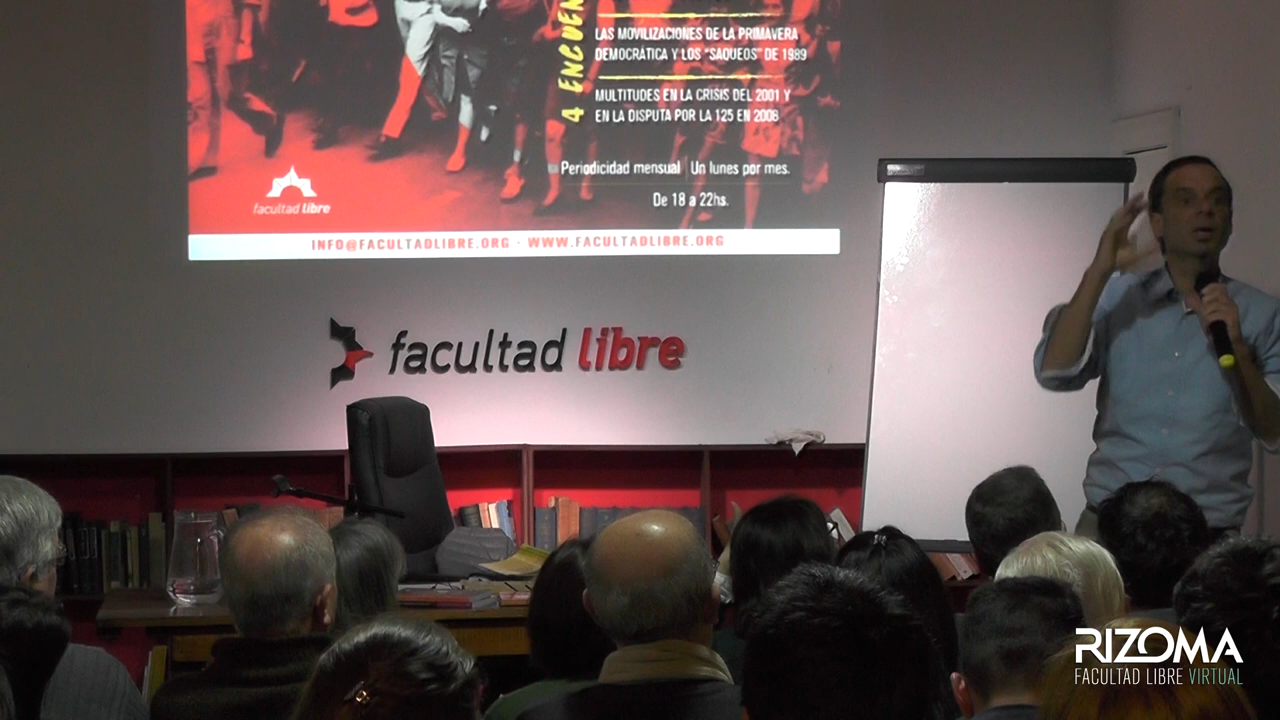 4 ENCUEN
LAS MOVILIZACIONES DE LA PRIMAVERA
DEMOCRÁTICA Y LOS "SAQUEOS" DE 1989
MULTITUDES EN LA CRISIS DEL 2001 Y
EN LA DISPUTA POR LA 125 EN 2008
Periodicidad mensual | Un lunes por mes.
De 18 a 22hs.
facultad libre
INFO@FACULTADLIBRE.ORG · WWW.FACULTADLIBRE.ORG
facultad libre
RIZOMA
FACULTAD LIBRE VIRTUAL